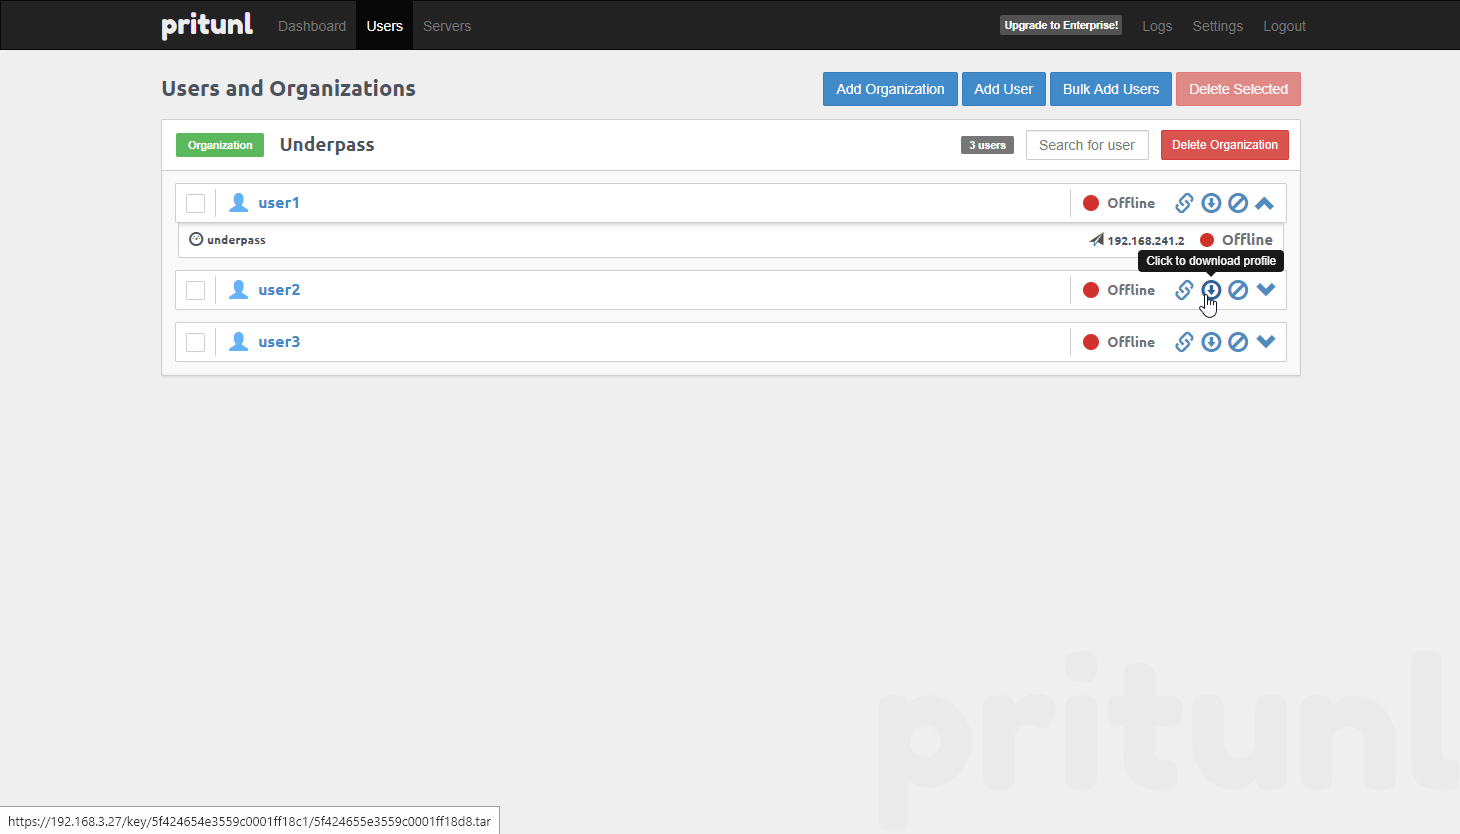 pritunl Dashboard Users Servers Upgrade to Enterprise! Logs Settings Logout
Users and Organizations Add Organization Add User Bulk Add Users Delete Selected
Organization Underpass 3 users Search for user Delete Organization
user1 Offline
underpass 192.168.241.2 Offline
Click to download profile
user2 Offline
user3 Offline
pritunl
https://192.168.3.27/key/5f424654e3559c0001ff18c1/5f424655e3559c0001ff18d8.tar